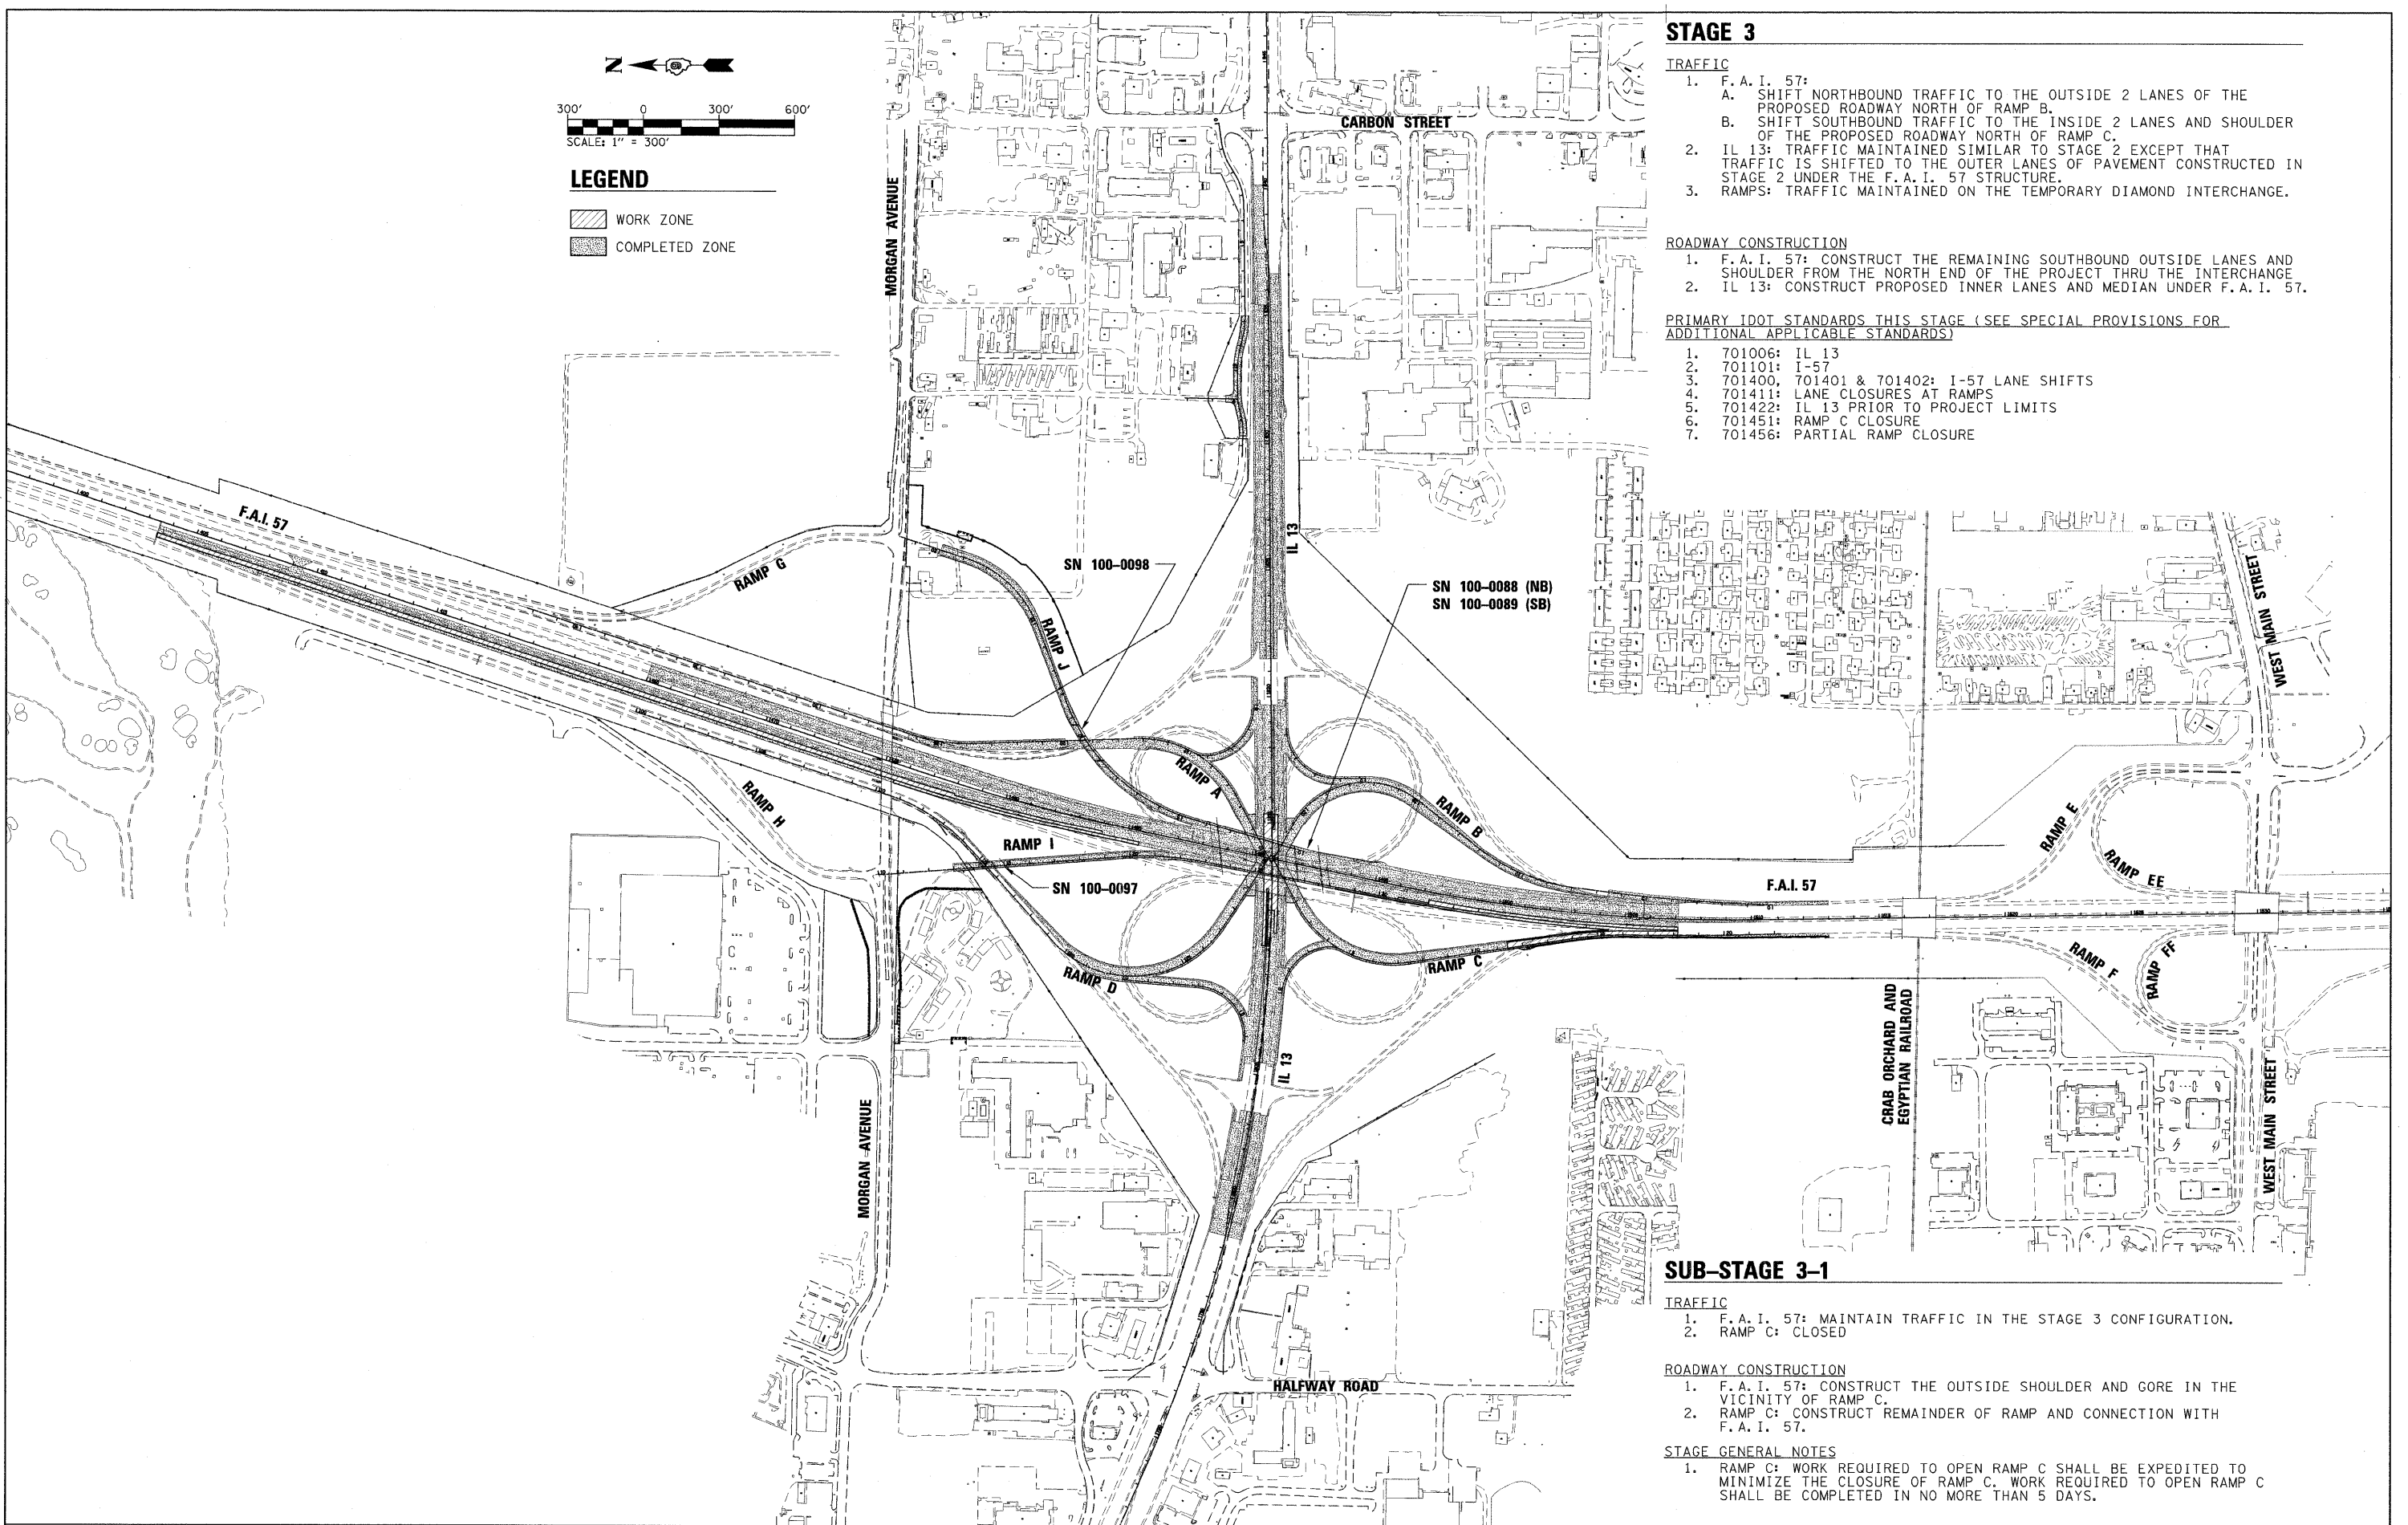 STAGE 3
TRAFFIC
1. F.A.I. 57:
A. SHIFT NORTHBOUND TRAFFIC TO THE OUTSIDE 2 LANES OF THE
PROPOSED ROADWAY NORTH OF RAMP B.
B. SHIFT SOUTHBOUND TRAFFIC TO THE INSIDE 2 LANES AND SHOULDER
OF THE PROPOSED ROADWAY NORTH OF RAMP C.
2. IL 13: TRAFFIC MAINTAINED SIMILAR TO STAGE 2 EXCEPT THAT
TRAFFIC IS SHIFTED TO THE OUTER LANES OF PAVEMENT CONSTRUCTED IN
STAGE 2 UNDER THE F.A.I. 57 STRUCTURE.
3. RAMPS: TRAFFIC MAINTAINED ON THE TEMPORARY DIAMOND INTERCHANGE.
ROADWAY CONSTRUCTION
1. F.A.I. 57: CONSTRUCT THE REMAINING SOUTHBOUND OUTSIDE LANES AND
SHOULDER FROM THE NORTH END OF THE PROJECT THRU THE INTERCHANGE
2. IL 13: CONSTRUCT PROPOSED INNER LANES AND MEDIAN UNDER F.A.I. 57.
PRIMARY IDOT STANDARDS THIS STAGE (SEE SPECIAL PROVISIONS FOR
ADDITIONAL APPLICABLE STANDARDS)
1. 701006: IL 13
2. 701101: I-57
3. 701400, 701401 & 701402: I-57 LANE SHIFTS
4. 701411: LANE CLOSURES AT RAMPS
5. 701422: IL 13 PRIOR TO PROJECT LIMITS
6. 701451: RAMP C CLOSURE
7. 701456: PARTIAL RAMP CLOSURE
N
300' 0 300' 600'
SCALE: 1" = 300'
LEGEND
WORK ZONE
COMPLETED ZONE
CARBON STREET
MORGAN AVENUE
F.A.I. 57
RAMP G
SN 100-0098
IL 13
SN 100-0088 (NB)
SN 100-0089 (SB)
WEST MAIN STREET
RAMP J
RAMP A
RAMP H
RAMP B
RAMP I
SN 100-0097
RAMP E
RAMP EE
F.A.I. 57
RAMP D
RAMP C
RAMP F
RAMP FF
CRAB ORCHARD AND
EGYPTIAN RAILROAD
IL 13
MORGAN AVENUE
WEST MAIN STREET
HALFWAY ROAD
SUB-STAGE 3-1
TRAFFIC
1. F.A.I. 57: MAINTAIN TRAFFIC IN THE STAGE 3 CONFIGURATION.
2. RAMP C: CLOSED
ROADWAY CONSTRUCTION
1. F.A.I. 57: CONSTRUCT THE OUTSIDE SHOULDER AND GORE IN THE
VICINITY OF RAMP C.
2. RAMP C: CONSTRUCT REMAINDER OF RAMP AND CONNECTION WITH
F.A.I. 57.
STAGE GENERAL NOTES
1. RAMP C: WORK REQUIRED TO OPEN RAMP C SHALL BE EXPEDITED TO
MINIMIZE THE CLOSURE OF RAMP C. WORK REQUIRED TO OPEN RAMP C
SHALL BE COMPLETED IN NO MORE THAN 5 DAYS.